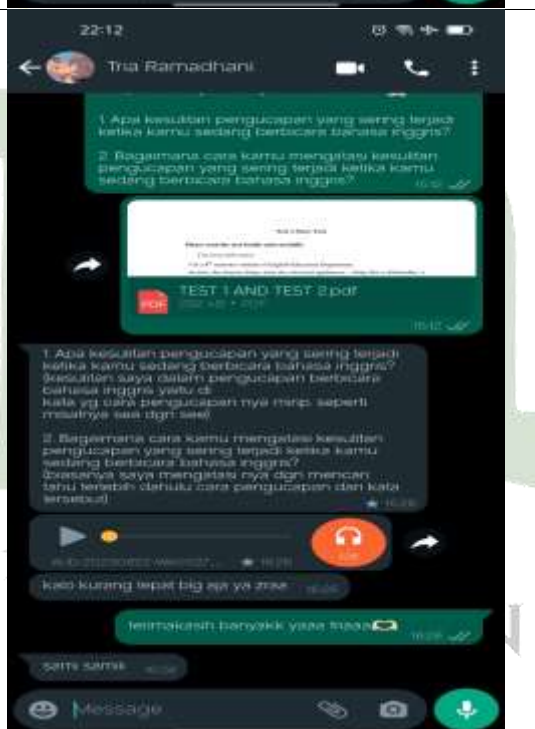 22:12
Tria Ramadhani
1. Apa kesulitan pengucapan yang sering terjadi
ketika kamu sedang berbicara bahasa inggris?
2. Bagaimana cara kamu mengatasi kesulitan
pengucapan yang sering terjadi ketika kamu
sedang berbicara bahasa inggris?
TEST 1 AND TEST 2.pdf
PDF
1. Apa kesulitan pengucapan yang sering terjadi
ketika kamu sedang berbicara bahasa inggris?
(kesulitan saya dalam pengucapan berbicara
bahasa inggris yaitu di
kata yg cara pengucapan nya mirip, seperti
misalnya sea dgn see)
2. Bagaimana cara kamu mengatasi kesulitan
pengucapan yang sering terjadi ketika kamu
sedang berbicara bahasa inggris?
(biasanya saya mengatasi nya dgn mencari
tahu terlebih dahulu cara pengucapan dari kata
tersebut)
kalo kurang tepat big aja ya zraa
terimakasih banyakk yaaa
sami samii
Message